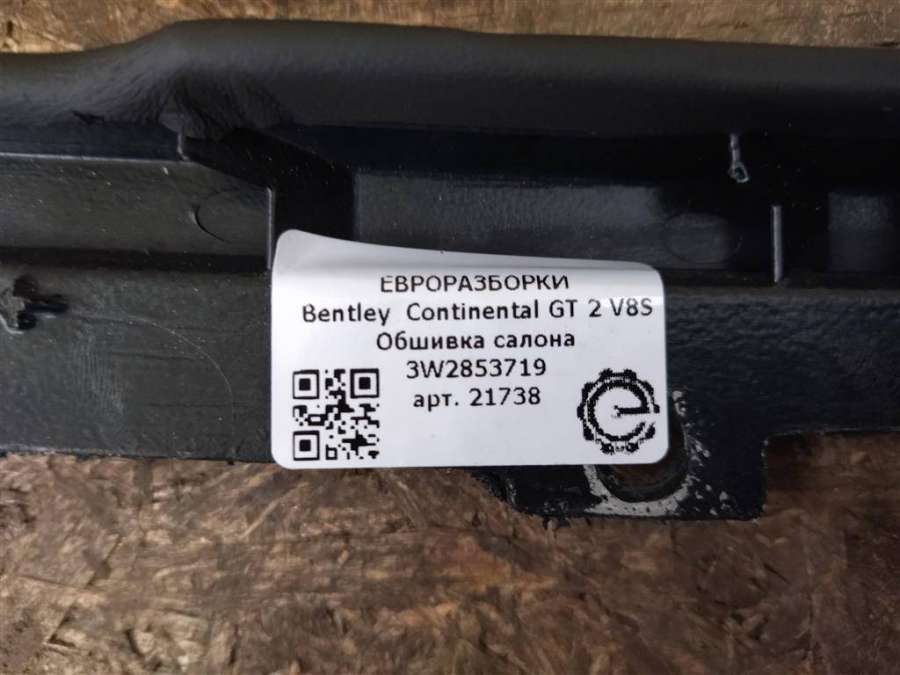 ЕВРОРАЗБОРКИ
Bentley Continental GT 2 V8S
Обшивка салона
3W2853719
арт. 21738